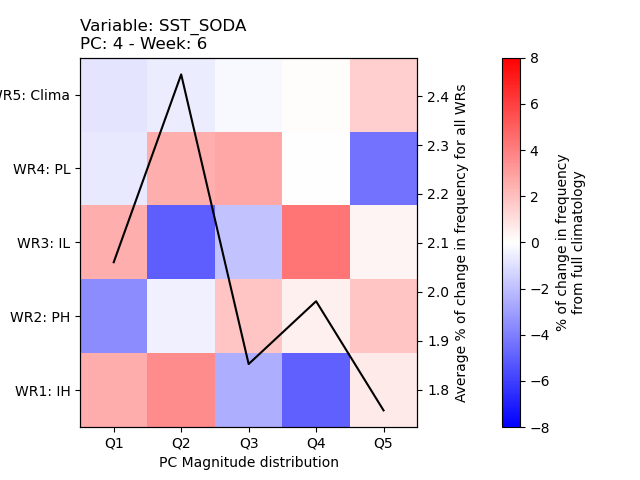 Variable: SST_SODA
PC: 4 - Week: 6
WR5: Clima
WR4: PL
WR3: IL
WR2: PH
WR1: IH
Q1 Q2 Q3 Q4 Q5
PC Magnitude distribution
2.4
2.3
2.2
2.1
2.0
1.9
1.8
Average % of change in frequency for all WRs
8
6
4
2
0
−2
−4
−6
−8
% of change in frequency
from full climatology